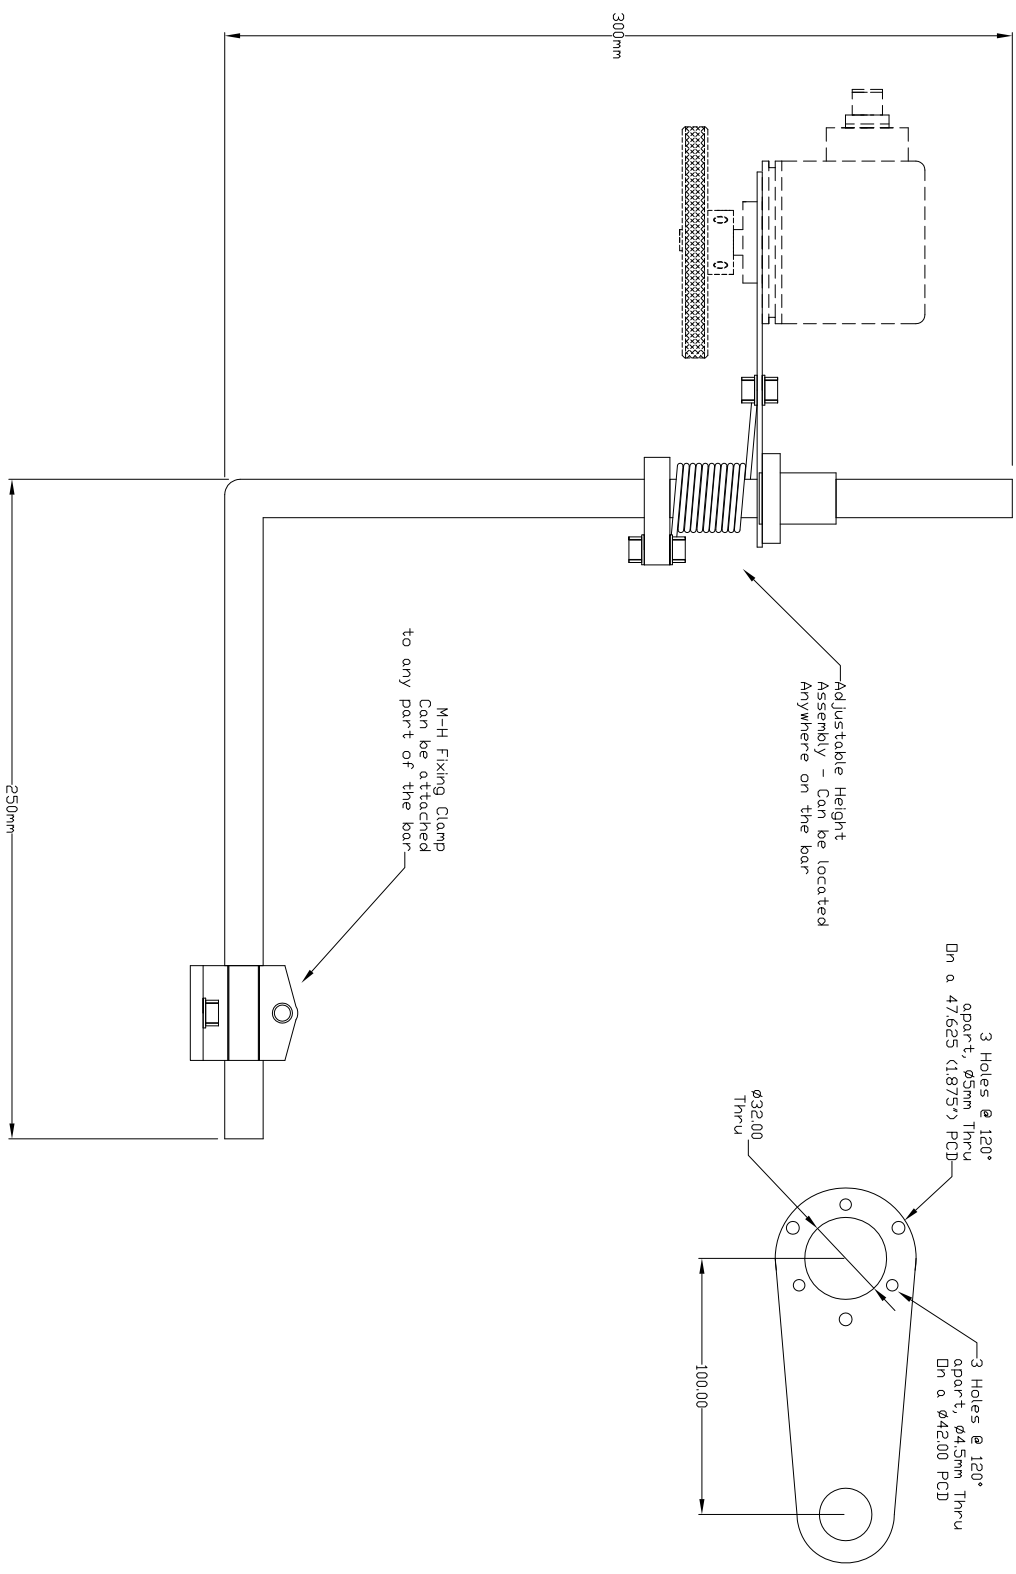 300mm
250mm
Adjustable Height
Assembly - Can be located
Anywhere on the bar
M-H Fixing Clamp
Can be attached
to any part of the bar
3 Holes @ 120°
apart, Ø5mm Thru
On a 47.625 (1.875") PCD
Ø32.00
Thru
100.00
3 Holes @ 120°
apart, Ø4.5mm Thru
On a Ø42.00 PCD